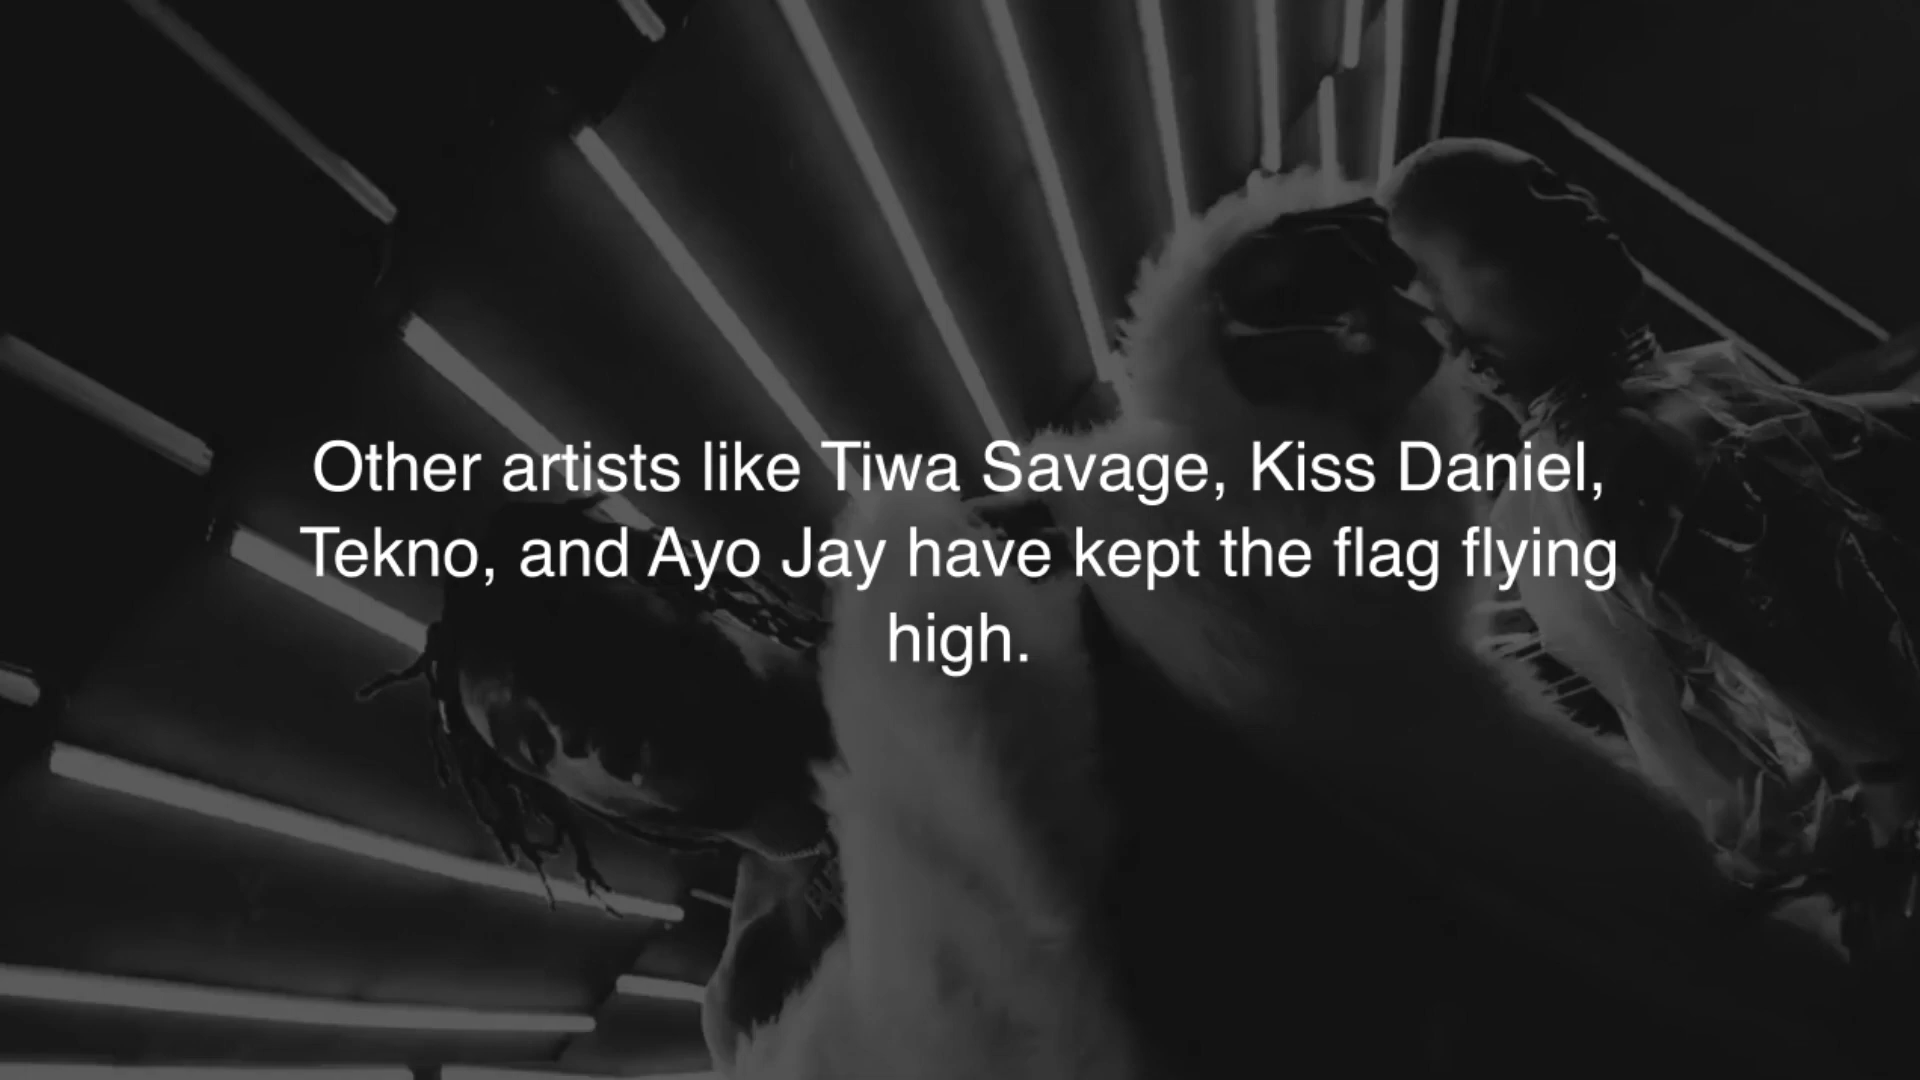 Other artists like Tiwa Savage, Kiss Daniel,
Tekno, and Ayo Jay have kept the flag flying
high.